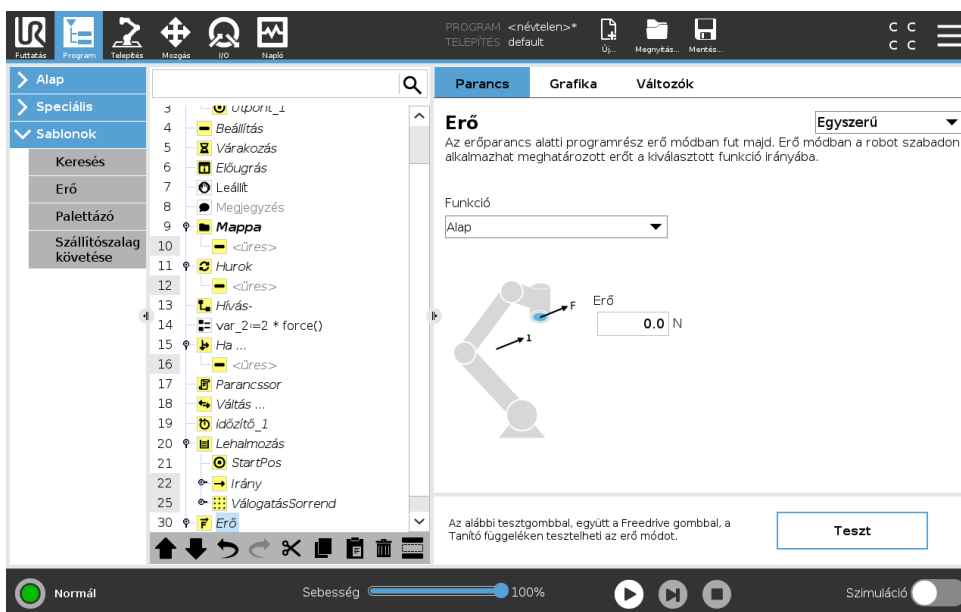 PROGRAM <névtelen>*
TELEPÍTÉS default
Futtatás Program Telepítés Mozgás I/O Napló
Új... Megnyitás... Mentés...
C C
C C
Alap
Speciális
Sablonok
Keresés
Erő
Palettázó
Szállítószalag
követése
3 Útpont_1
4 Beállítás
5 Várakozás
6 Előugrás
7 Leállít
8 Megjegyzés
9 Mappa
10 <üres>
11 Hurok
12 <üres>
13 Hívás-
14 var_2:=2 * force()
15 Ha ...
16 <üres>
17 Parancssor
18 Váltás ...
19 időzítő_1
20 Lehalmozás
21 StartPos
22 Irány
25 VálogatásSorrend
30 Erő
Parancs Grafika Változók
Erő
Egyszerű
Az erőparancs alatti programrész erő módban fut majd. Erő módban a robot szabadon
alkalmazhat meghatározott erőt a kiválasztott funkció irányába.
Funkció
Alap
F
1
Erő
0.0 N
Az alábbi tesztgombbal, együtt a Freedrive gombbal, a
Tanító függeléken tesztelheti az erő módot.
Teszt
Normál
Sebesség 100%
Szimuláció